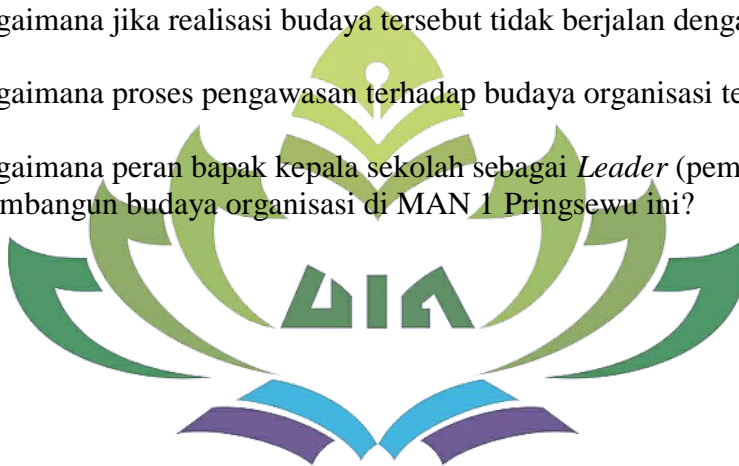 gaimana jika realisasi budaya tersebut tidak berjalan denga
gaimana proses pengawasan terhadap budaya organisasi te
gaimana peran bapak kepala sekolah sebagai Leader (pem
mbangun budaya organisasi di MAN 1 Pringsewu ini?
UIN